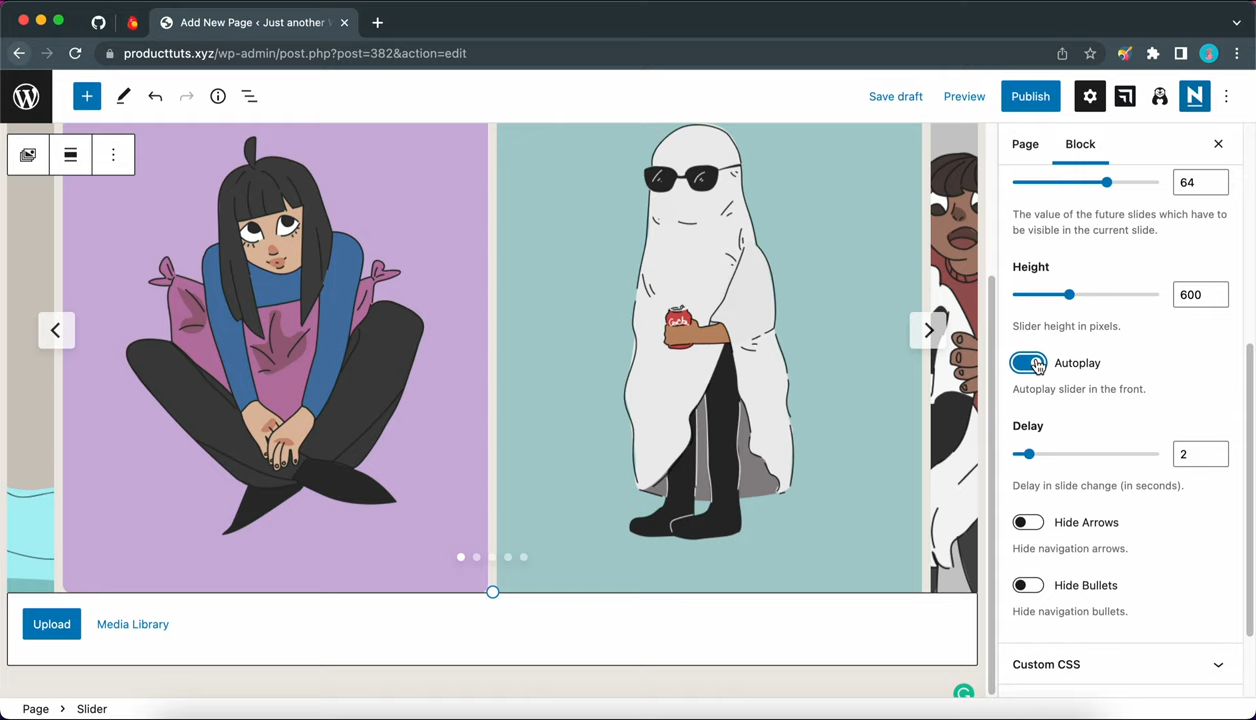 Add New Page ‹ Just another
producttuts.xyz/wp-admin/post.php?post=382&action=edit
Save draft
Preview
Publish
Page
Block
64
The value of the future slides which have to
be visible in the current slide.
Height
600
Slider height in pixels.
Autoplay
Autoplay slider in the front.
Delay
2
Delay in slide change (in seconds).
Hide Arrows
Hide navigation arrows.
Hide Bullets
Hide navigation bullets.
Upload
Media Library
Custom CSS
Page
Slider